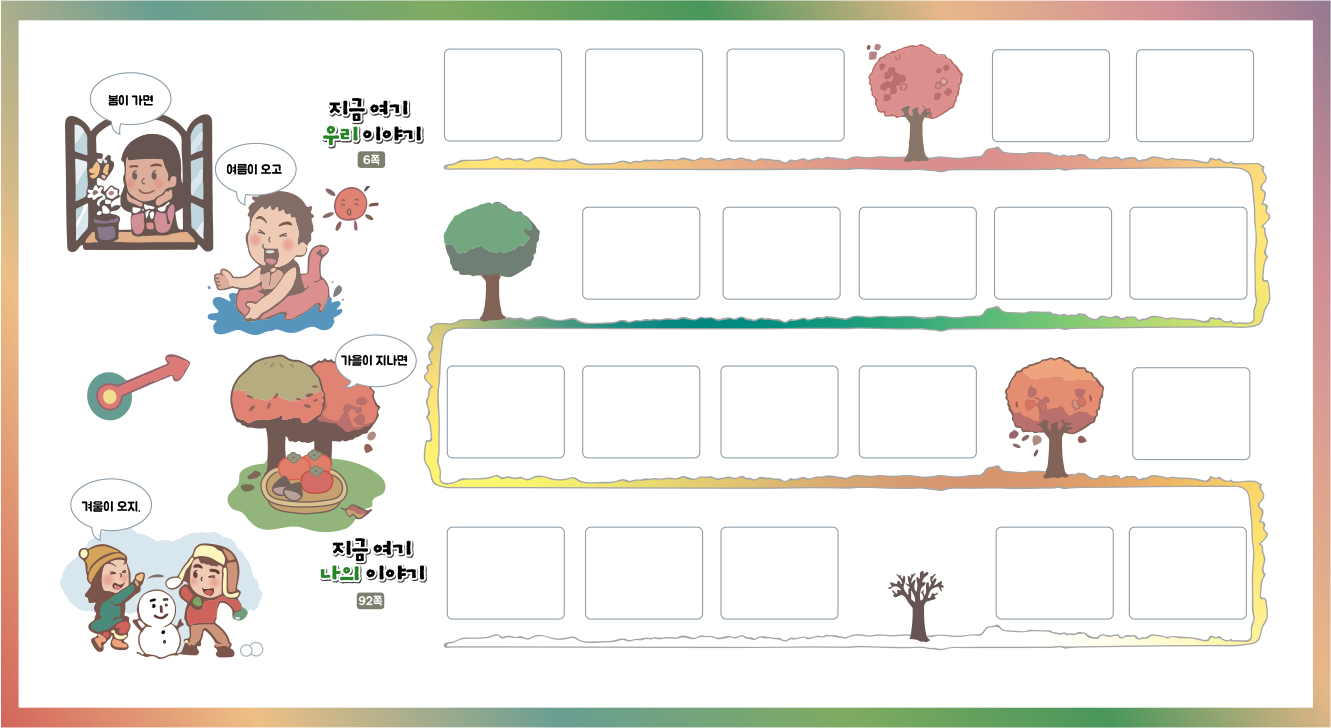 봄이 가면
여름이 오고
지금 여기
우리 이야기
6쪽
가을이 지나면
겨울이 오지.
지금 여기
나의 이야기
92쪽